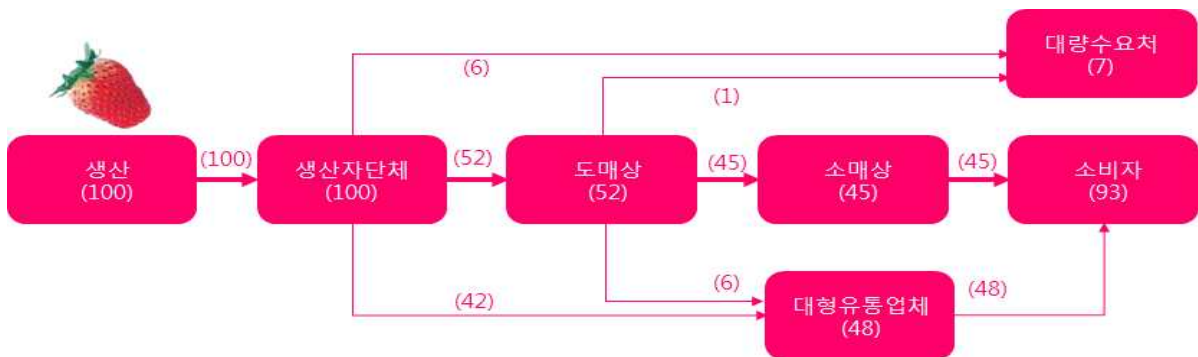 대량수요처
(7)
(6)
(1)
생산
(100)
(100)
생산자단체
(100)
(52)
도매상
(52)
(45)
소매상
(45)
(45)
소비자
(93)
(42)
(6)
대형유통업체
(48)
(48)